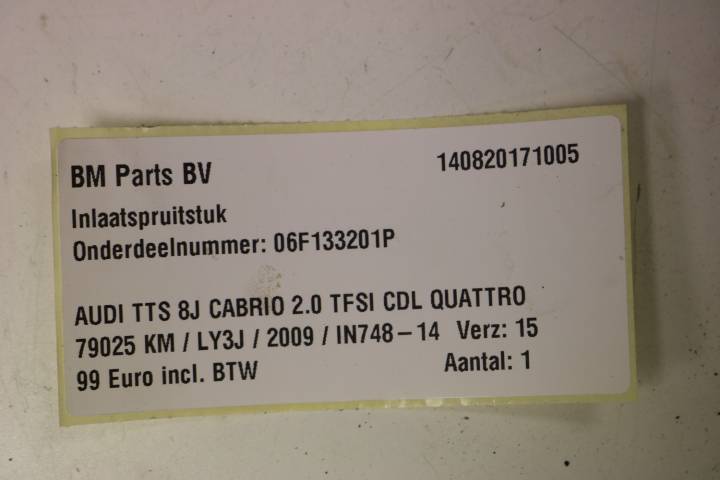 BM Parts BV 140820171005
Inlaatspruitstuk
Onderdeelnummer: 06F133201P
AUDI TTS 8J CABRIO 2.0 TFSI CDL QUATTRO
79025 KM / LY3J / 2009 / IN748-14 Verz: 15
99 Euro incl. BTW Aantal: 1